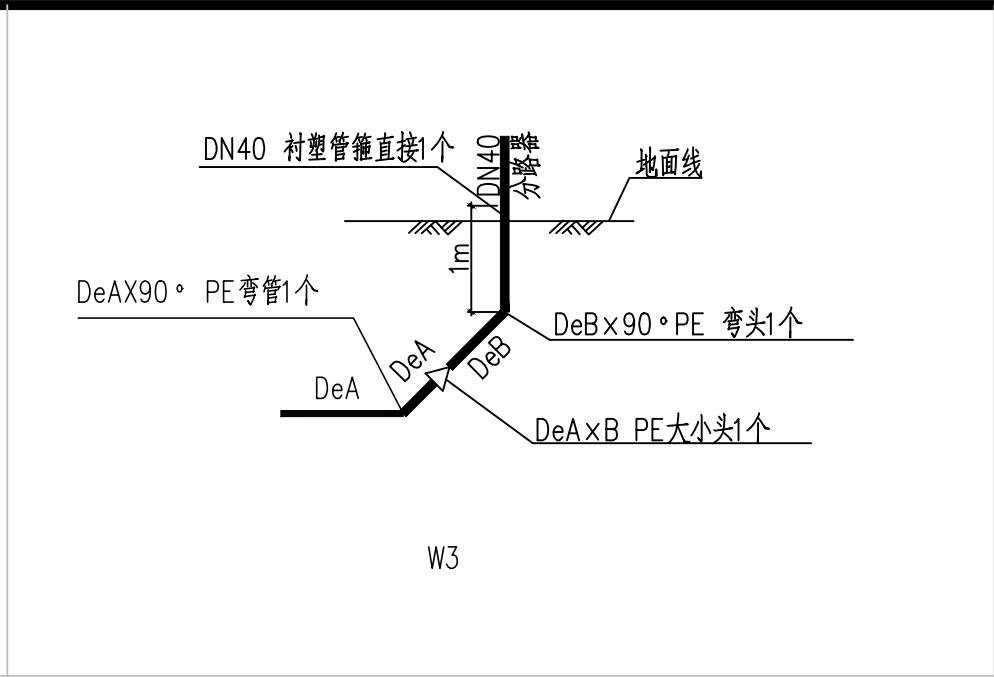 DN40 衬塑管箍直接1个
DN40
分路器
地面线
1m
DeAX90° PE弯管1个
DeB×90°PE 弯头1个
DeA
DeB
DeA
DeA×B PE大小头1个
W3